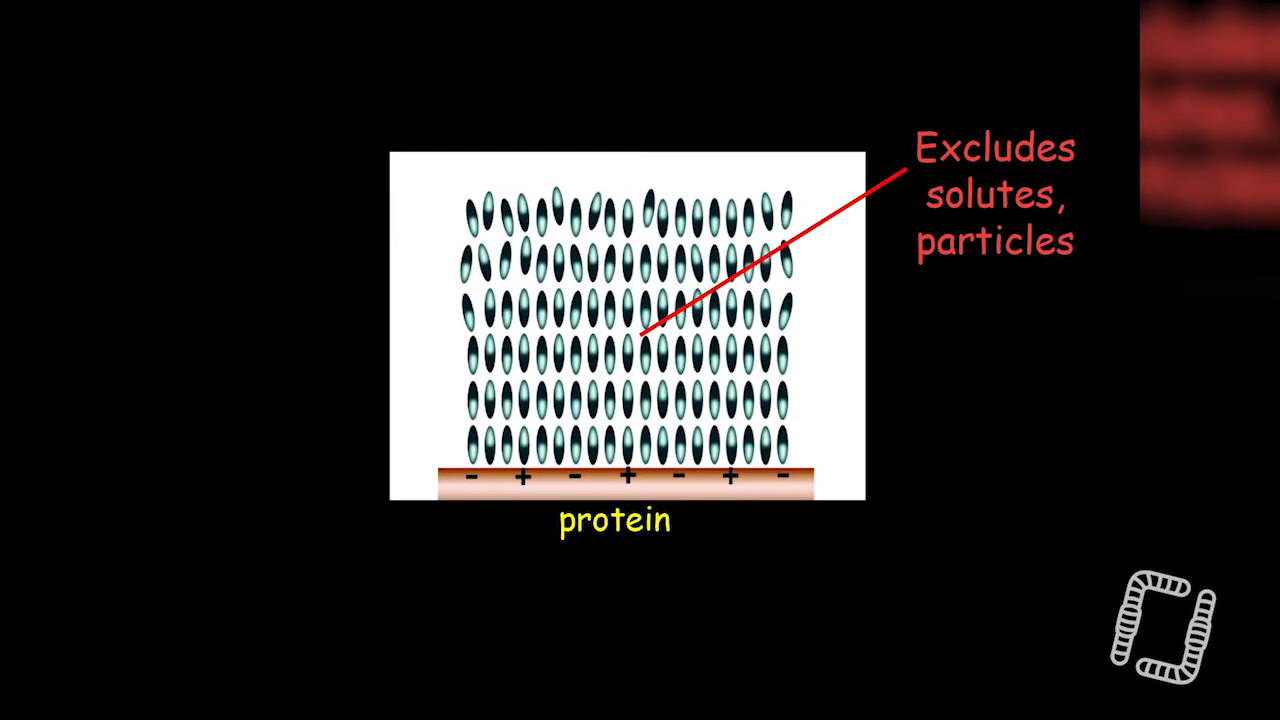 Excludes
solutes,
particles
- + - + - + -
protein